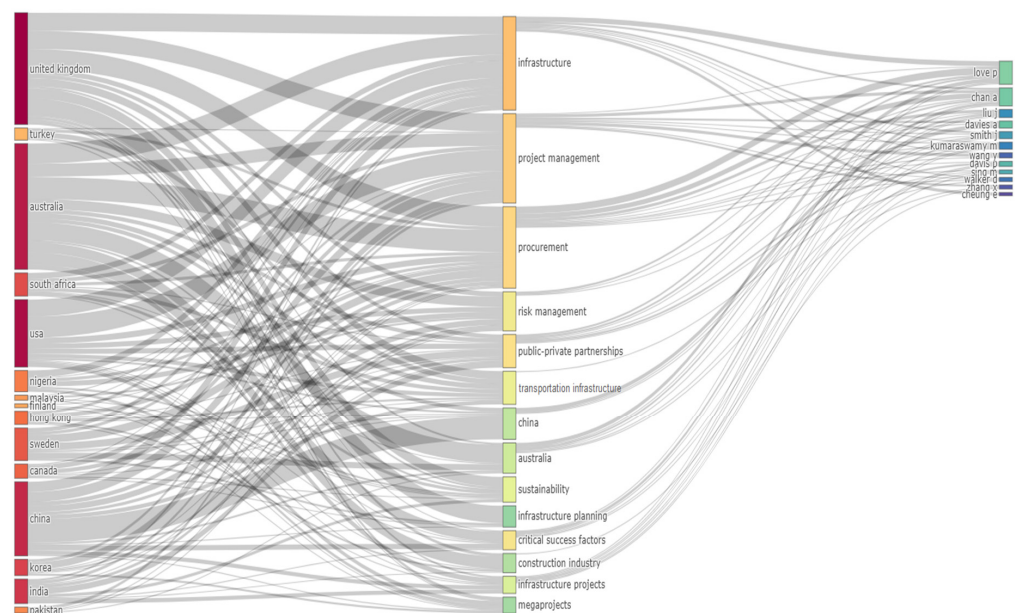 united kingdom
turkey
australia
south africa
usa
nigeria
malaysia
finland
hong kong
sweden
canada
china
korea
india
pakistan
infrastructure
project management
procurement
risk management
public-private partnerships
transportation infrastructure
china
australia
sustainability
infrastructure planning
critical success factors
construction industry
infrastructure projects
megaprojects
love p
chan a
liu j
davies a
smith j
kumaraswamy m
wang y
davis p
sing m
walker d
zhang x
cheung e